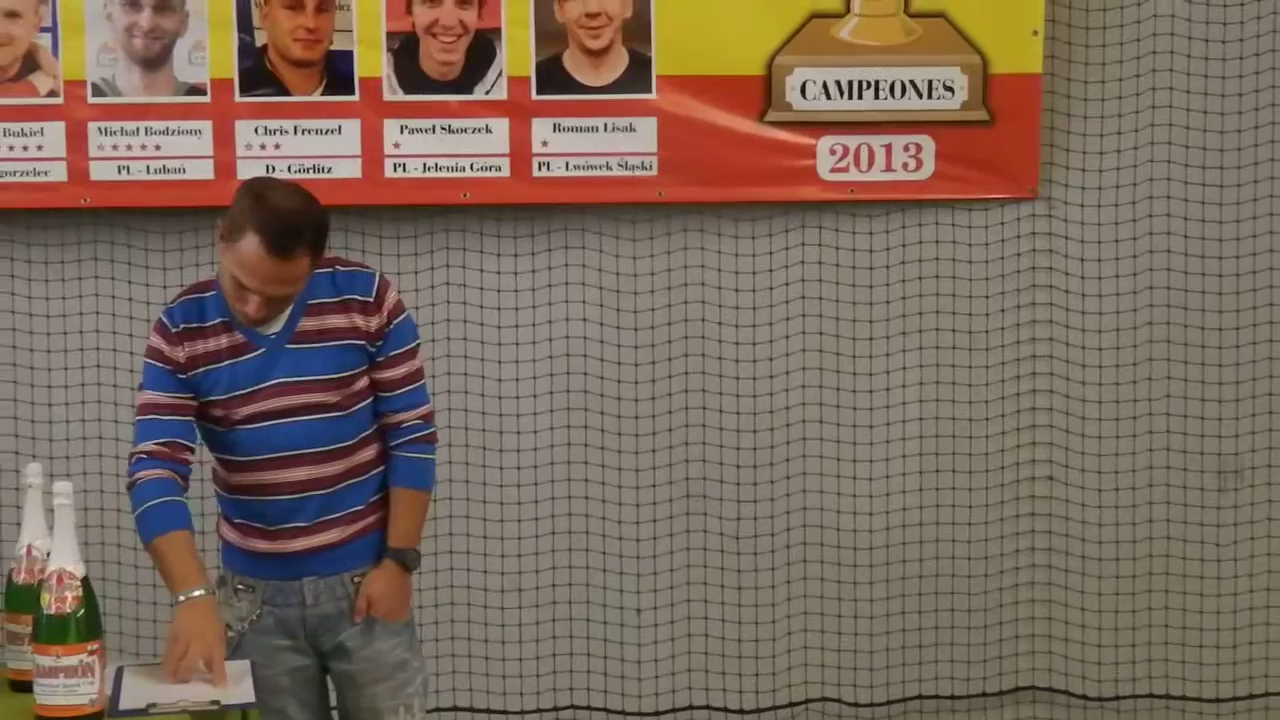 Bukiel
gorzelec
Michał Bodziony
PL - Lubań
Chris Frenzel
D - Görlitz
Paweł Skoczek
PL - Jelenia Góra
Roman Lisak
PL - Lwówek Śląski
CAMPEONES
2013